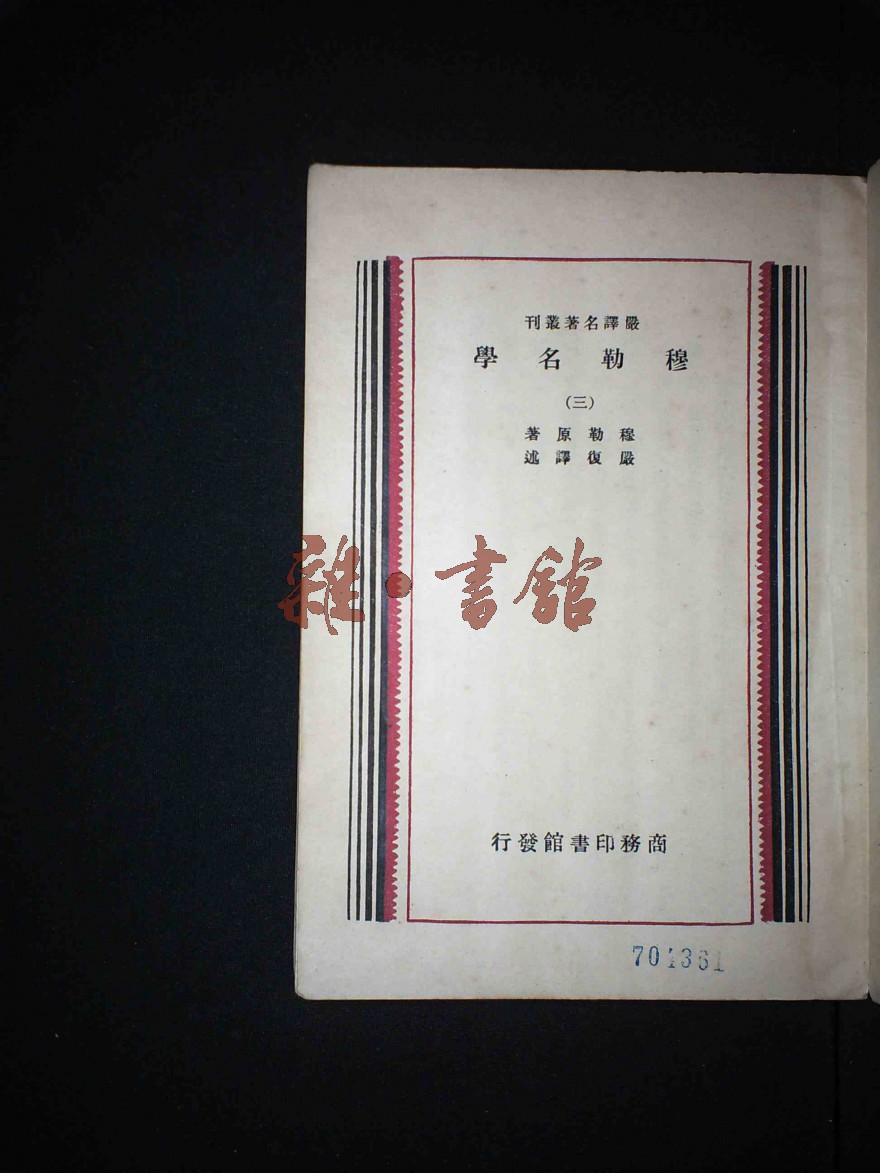 嚴譯名著叢刊
穆勒名學
(三)
穆勒原著
嚴復譯述
雜·書館
商務印書館發行
701361